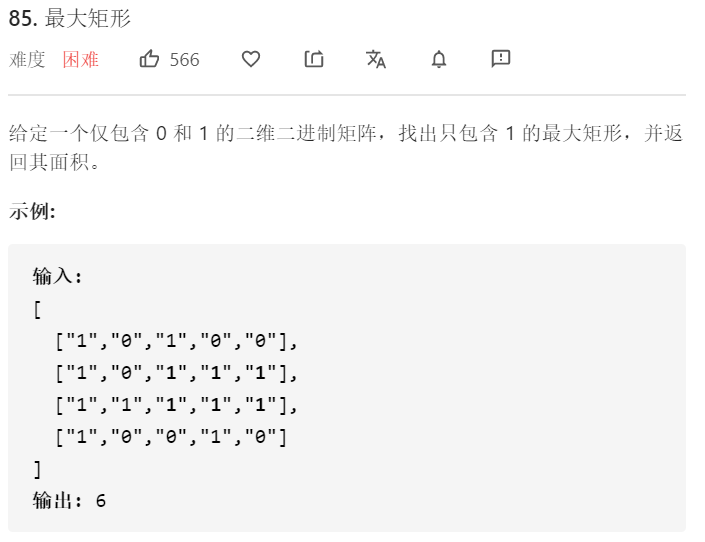 85. 最大矩形
难度 困难 566
给定一个仅包含 0 和 1 的二维二进制矩阵，找出只包含 1 的最大矩形，并返
回其面积。
示例:
输入:
[
["1","0","1","0","0"],
["1","0","1","1","1"],
["1","1","1","1","1"],
["1","0","0","1","0"]
]
输出: 6